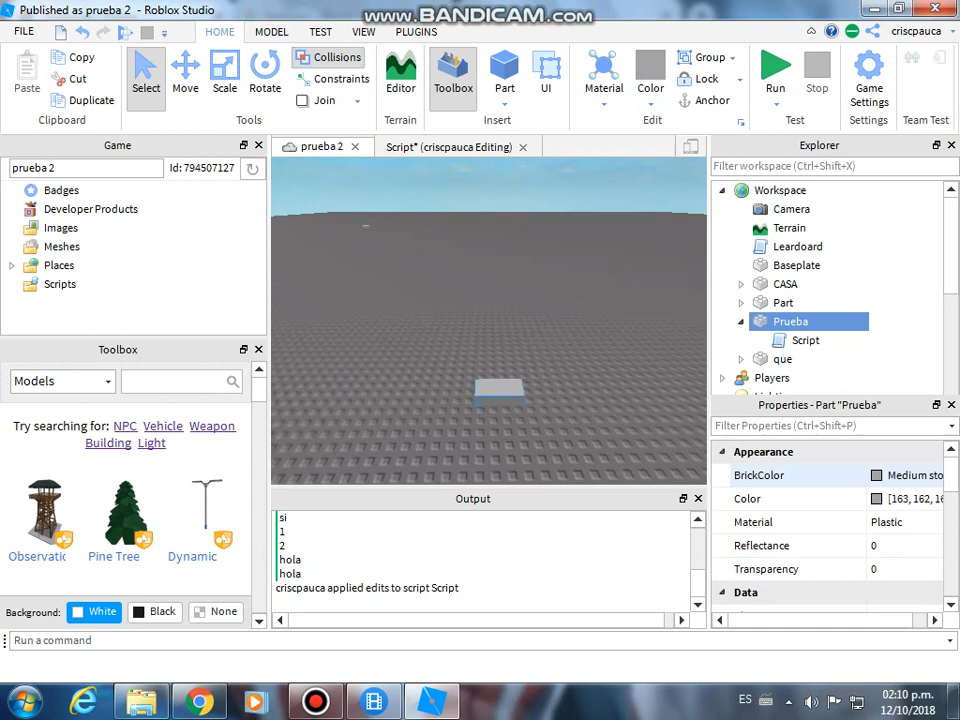 Published as prueba 2 - Roblox Studio
www.BANDICAM.com
FILE
HOME
MODEL
TEST
VIEW
PLUGINS
criscpauca
Paste
Copy
Cut
Duplicate
Clipboard
Select
Move
Scale
Rotate
Collisions
Constraints
Join
Tools
Editor
Terrain
Toolbox
Part
UI
Insert
Material
Color
Group
Lock
Anchor
Edit
Run
Stop
Test
Game
Settings
Settings
Team Test
Game
prueba 2
Id: 794507127
Badges
Developer Products
Images
Meshes
Places
Scripts
Toolbox
Models
Try searching for: NPC Vehicle Weapon
Building Light
Observatic
Pine Tree
Dynamic
Background:
White
Black
None
prueba 2
Script* (criscpauca Editing)
Output
si
1
2
hola
hola
criscpauca applied edits to script Script
Explorer
Filter workspace (Ctrl+Shift+X)
Workspace
Camera
Terrain
Leardboard
Baseplate
CASA
Part
Prueba
Script
que
Players
Properties - Part "Prueba"
Filter Properties (Ctrl+Shift+P)
Appearance
BrickColor Medium sto
Color [163, 162, 16
Material Plastic
Reflectance 0
Transparency 0
Data
Run a command
ES
02:10 p.m.
12/10/2018